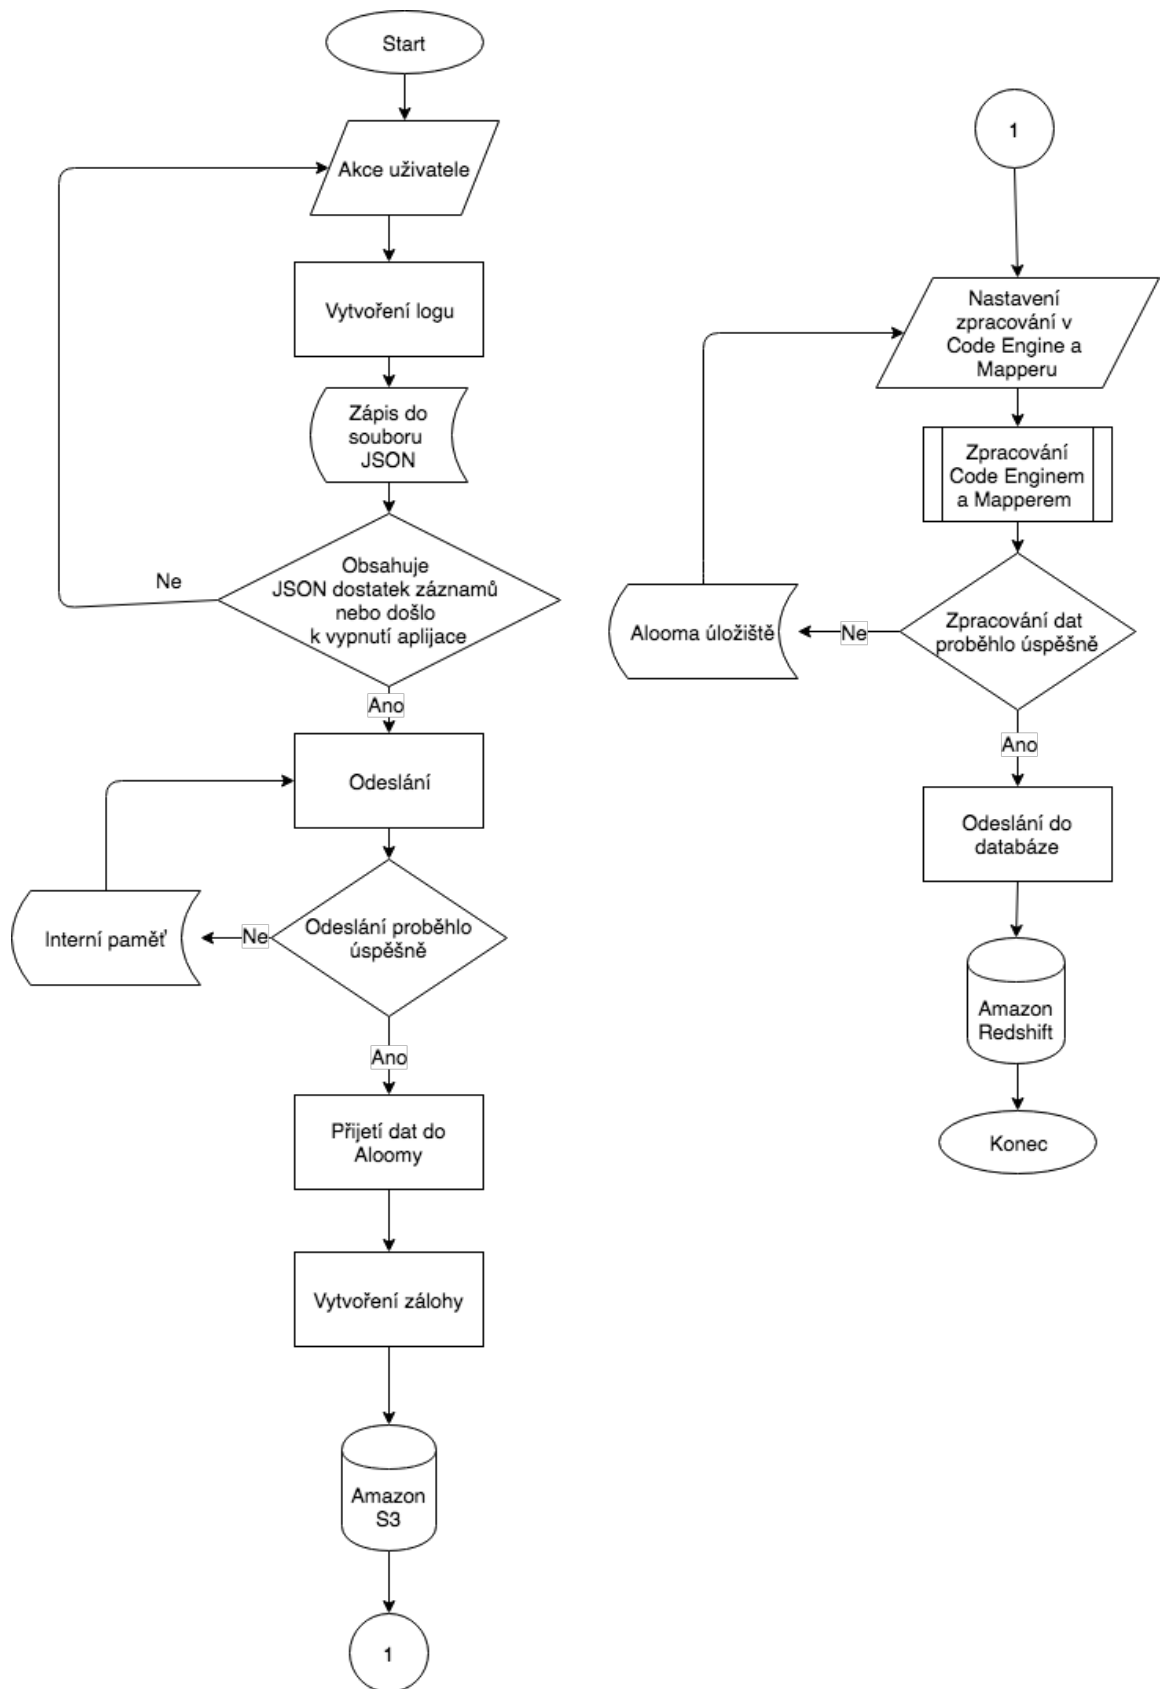 Start
Akce uživatele
Vytvoření logu
Zápis do
souboru
JSON
Obsahuje
JSON dostatek záznamů
nebo došlo
k vypnutí aplijace
Ne
Ano
Odeslání
Odeslání proběhlo
úspěšně
Ne
Interní paměť
Ano
Přijetí dat do
Aloomy
Vytvoření zálohy
Amazon
S3
1
1
Nastavení
zpracování v
Code Engine a
Mapperu
Zpracování
Code Enginem
a Mapperem
Zpracování dat
proběhlo úspěšně
Ne
Alooma úložiště
Ano
Odeslání do
databáze
Amazon
Redshift
Konec